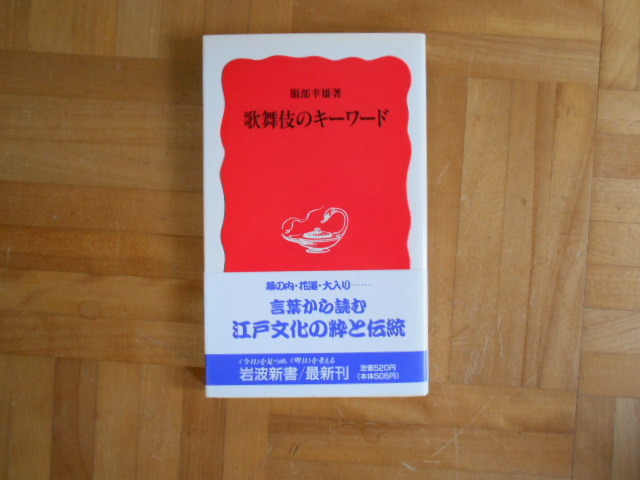 服部幸雄著
歌舞伎のキーワード
幕の内・花道・大入り……
言葉から読む
江戸文化の粋と伝統
〈今日〉を見つめ、〈明日〉を考える
岩波新書/最新刊
定価520円
(本体505円)